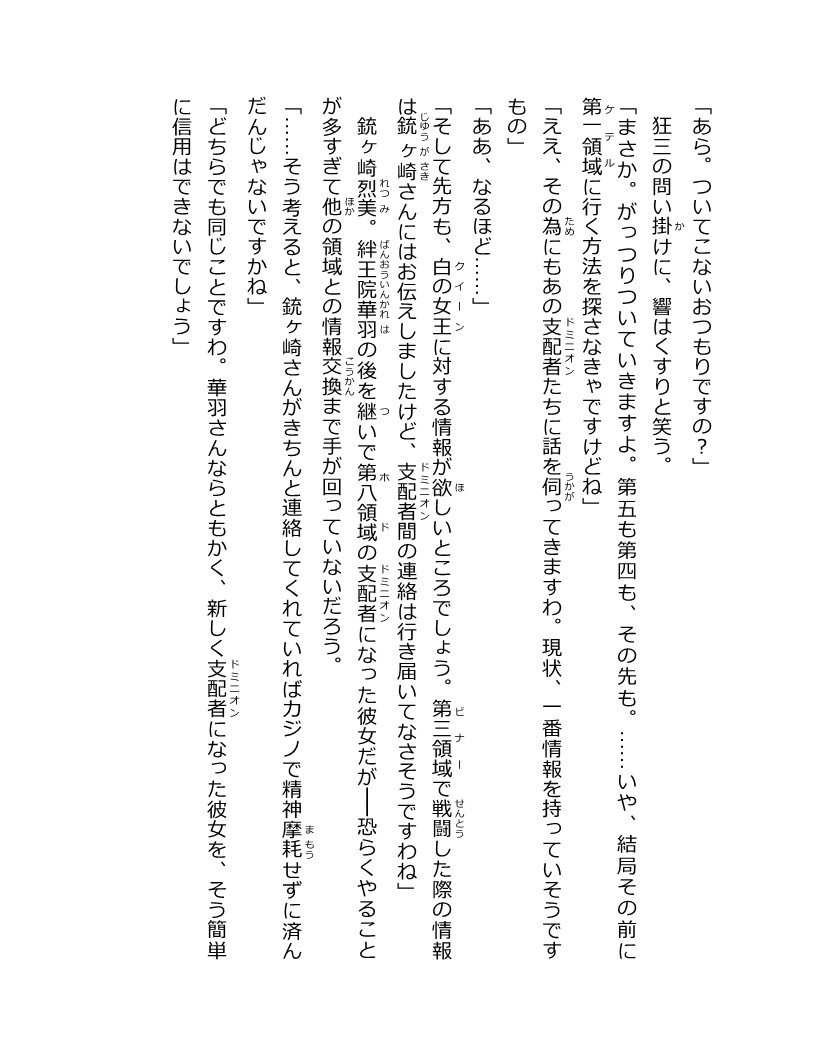 「あら。ついてこないおつもりですの？」
狂三の問い掛けに、響はくすりと笑う。
「まさか。がっつりついていきますよ。第五も第四も、その先も。……いや、結局その前に
第一領域に行く方法を探さなきゃですけどね」
「ええ、その為にもあの支配者たちに話を伺ってきますわ。現状、一番情報を持っていそうです
もの」
「ああ、なるほど……」
「そして先方も、白の女王に対する情報が欲しいところでしょう。第三領域で戦闘した際の情報
は銃ヶ崎さんにはお伝えしましたけど、支配者間の連絡は行き届いてなさそうですわね」
銃ヶ崎烈美。絆王院華羽の後を継いで第八領域の支配者になった彼女だが――恐らくやること
が多すぎて他の領域との情報交換まで手が回っていないだろう。
「……そう考えると、銃ヶ崎さんがきちんと連絡してくれていればカジノで精神摩耗せずに済ん
だんじゃないですかね」
「どちらでも同じことですわ。華羽さんならともかく、新しく支配者になった彼女を、そう簡単
に信用はできないでしょう」